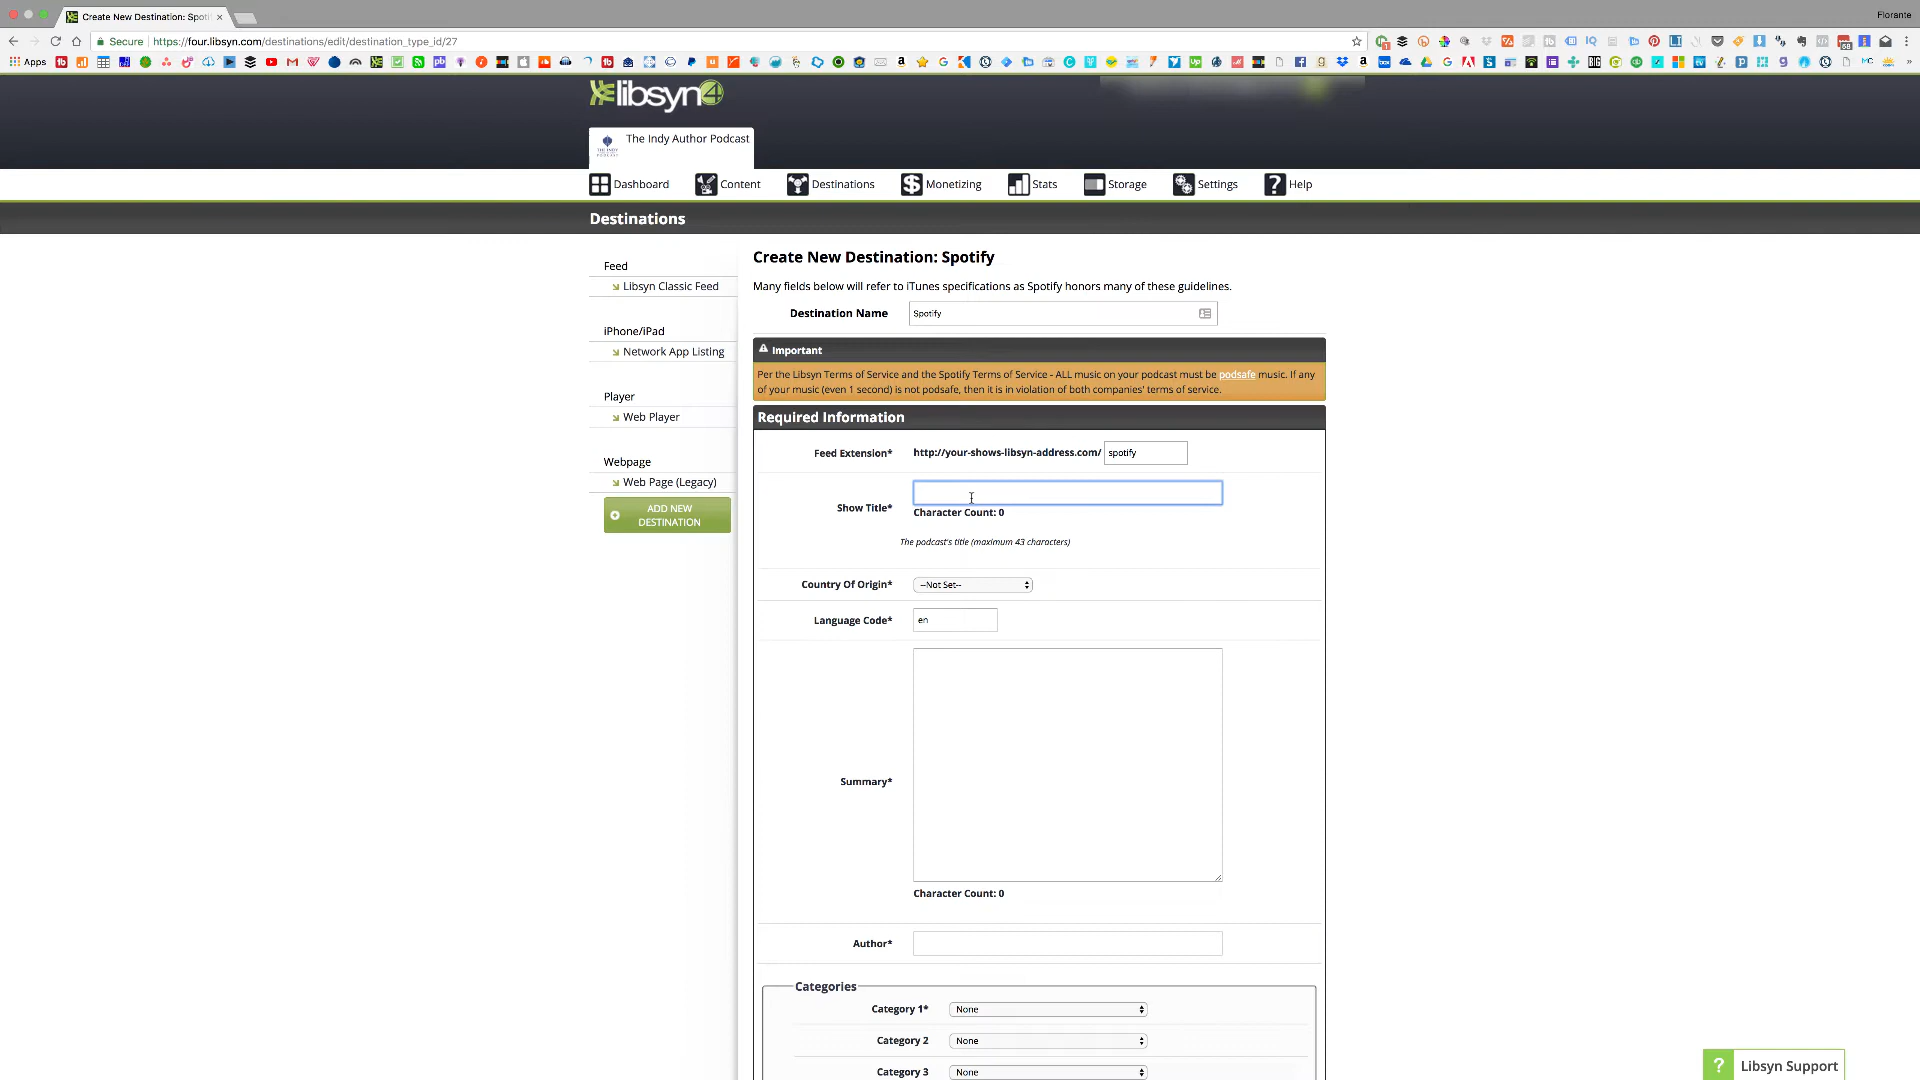 Create New Destination: Spotif
Florante
Secure
https://four.libsyn.com/destinations/edit/destination_type_id/27
Apps
libsyn4
The Indy Author Podcast
Dashboard
Content
Destinations
Monetizing
Stats
Storage
Settings
Help
Destinations
Feed
Libsyn Classic Feed
iPhone/iPad
Network App Listing
Player
Web Player
Webpage
Web Page (Legacy)
ADD NEW
DESTINATION
Create New Destination: Spotify
Many fields below will refer to iTunes specifications as Spotify honors many of these guidelines.
Destination Name
Spotify
Important
Per the Libsyn Terms of Service and the Spotify Terms of Service - ALL music on your podcast must be podsafe music. If any
of your music (even 1 second) is not podsafe, then it is in violation of both companies' terms of service.
Required Information
Feed Extension*
http://your-shows-libsyn-address.com/
spotify
Show Title*
Character Count: 0
The podcast's title (maximum 43 characters)
Country Of Origin*
--Not Set--
Language Code*
en
Summary*
Character Count: 0
Author*
Categories
Category 1*
None
Category 2
None
Category 3
None
? Libsyn Support